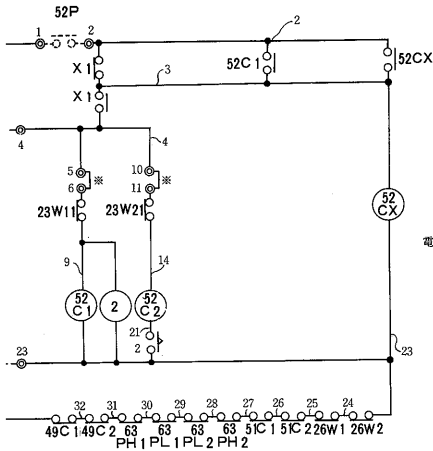 52P
1
2
2
X1
52C1
52CX
3
X1
4
4
5
※
6
10
※
11
23W11
23W21
52
CX
電
9
14
52
C1
2
52
C2
21
2
23
23
32
31
30
29
28
27
26
25
24
49C1
49C2
63
63
63
63
51C1
51C2
26W1
26W2
PH1
PL1
PL2
PH2